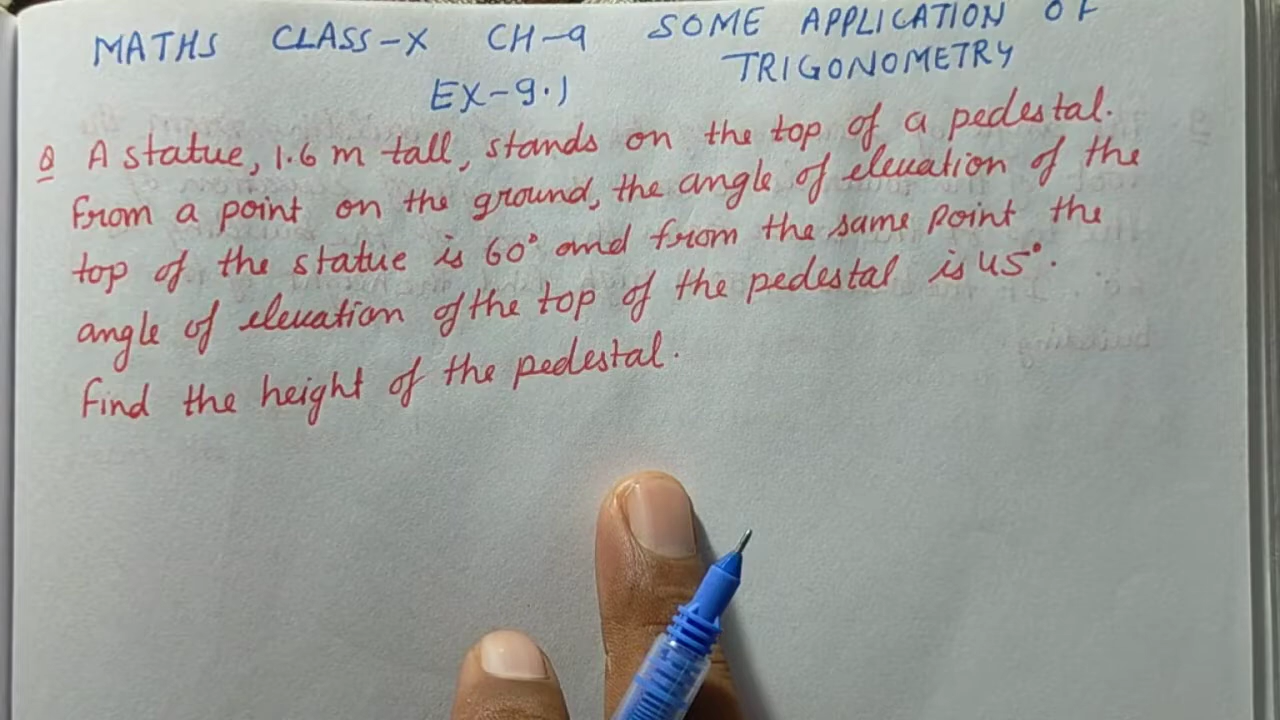 MATHS CLASS-X CH-9 SOME APPLICATION OF
TRIGONOMETRY
EX-9.1
Q A statue, 1.6 m tall, stands on the top of a pedestal.
From a point on the ground, the angle of elevation of the
top of the statue is 60° and from the same point the
angle of elevation of the top of the pedestal is 45°.
Find the height of the pedestal.